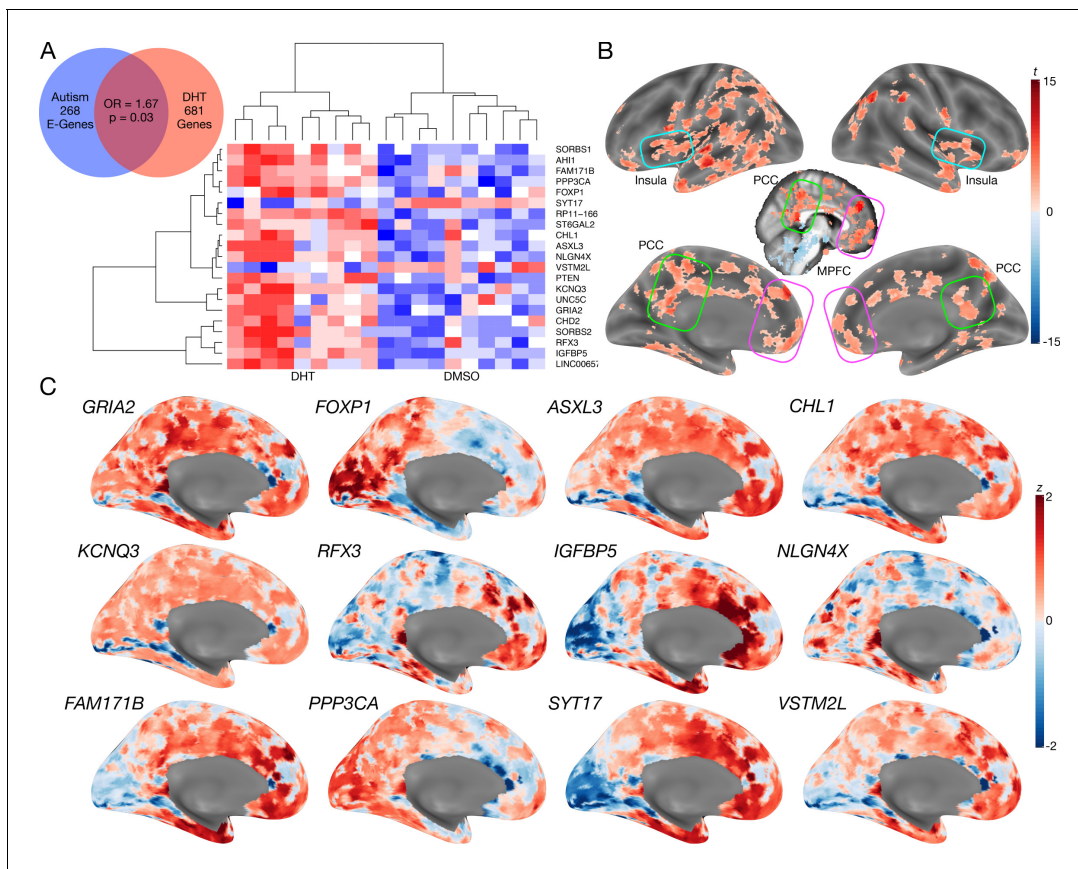 A
Autism
268
E-Genes
OR = 1.67
p = 0.03
DHT
681
Genes
SORBS1
AHI1
FAM171B
PPP3CA
FOXP1
SYT17
RP11-166
ST6GAL2
CHL1
ASXL3
NLGN4X
VSTM2L
PTEN
KCNQ3
UNC5C
GRIA2
CHD2
SORBS2
RFX3
IGFBP5
LINC00657
DHT DMSO
B
Insula Insula
PCC
MPFC
PCC PCC
t
15
0
-15
C
GRIA2 FOXP1 ASXL3 CHL1
KCNQ3 RFX3 IGFBP5 NLGN4X
FAM171B PPP3CA SYT17 VSTM2L
z
2
0
-2